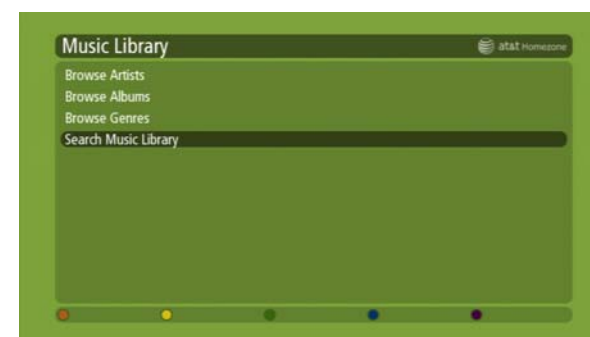 Music Library
at&t Homezone
Browse Artists
Browse Albums
Browse Genres
Search Music Library